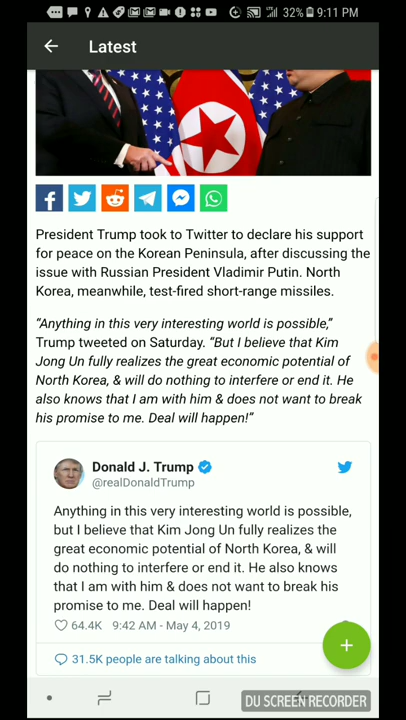 32% 9:11 PM
Latest
President Trump took to Twitter to declare his support
for peace on the Korean Peninsula, after discussing the
issue with Russian President Vladimir Putin. North
Korea, meanwhile, test-fired short-range missiles.
“Anything in this very interesting world is possible,”
Trump tweeted on Saturday. “But I believe that Kim
Jong Un fully realizes the great economic potential of
North Korea, & will do nothing to interfere or end it. He
also knows that I am with him & does not want to break
his promise to me. Deal will happen!”
Donald J. Trump
@realDonaldTrump
Anything in this very interesting world is possible,
but I believe that Kim Jong Un fully realizes the
great economic potential of North Korea, & will
do nothing to interfere or end it. He also knows
that I am with him & does not want to break his
promise to me. Deal will happen!
64.4K 9:42 AM - May 4, 2019
31.5K people are talking about this
DU SCREEN RECORDER